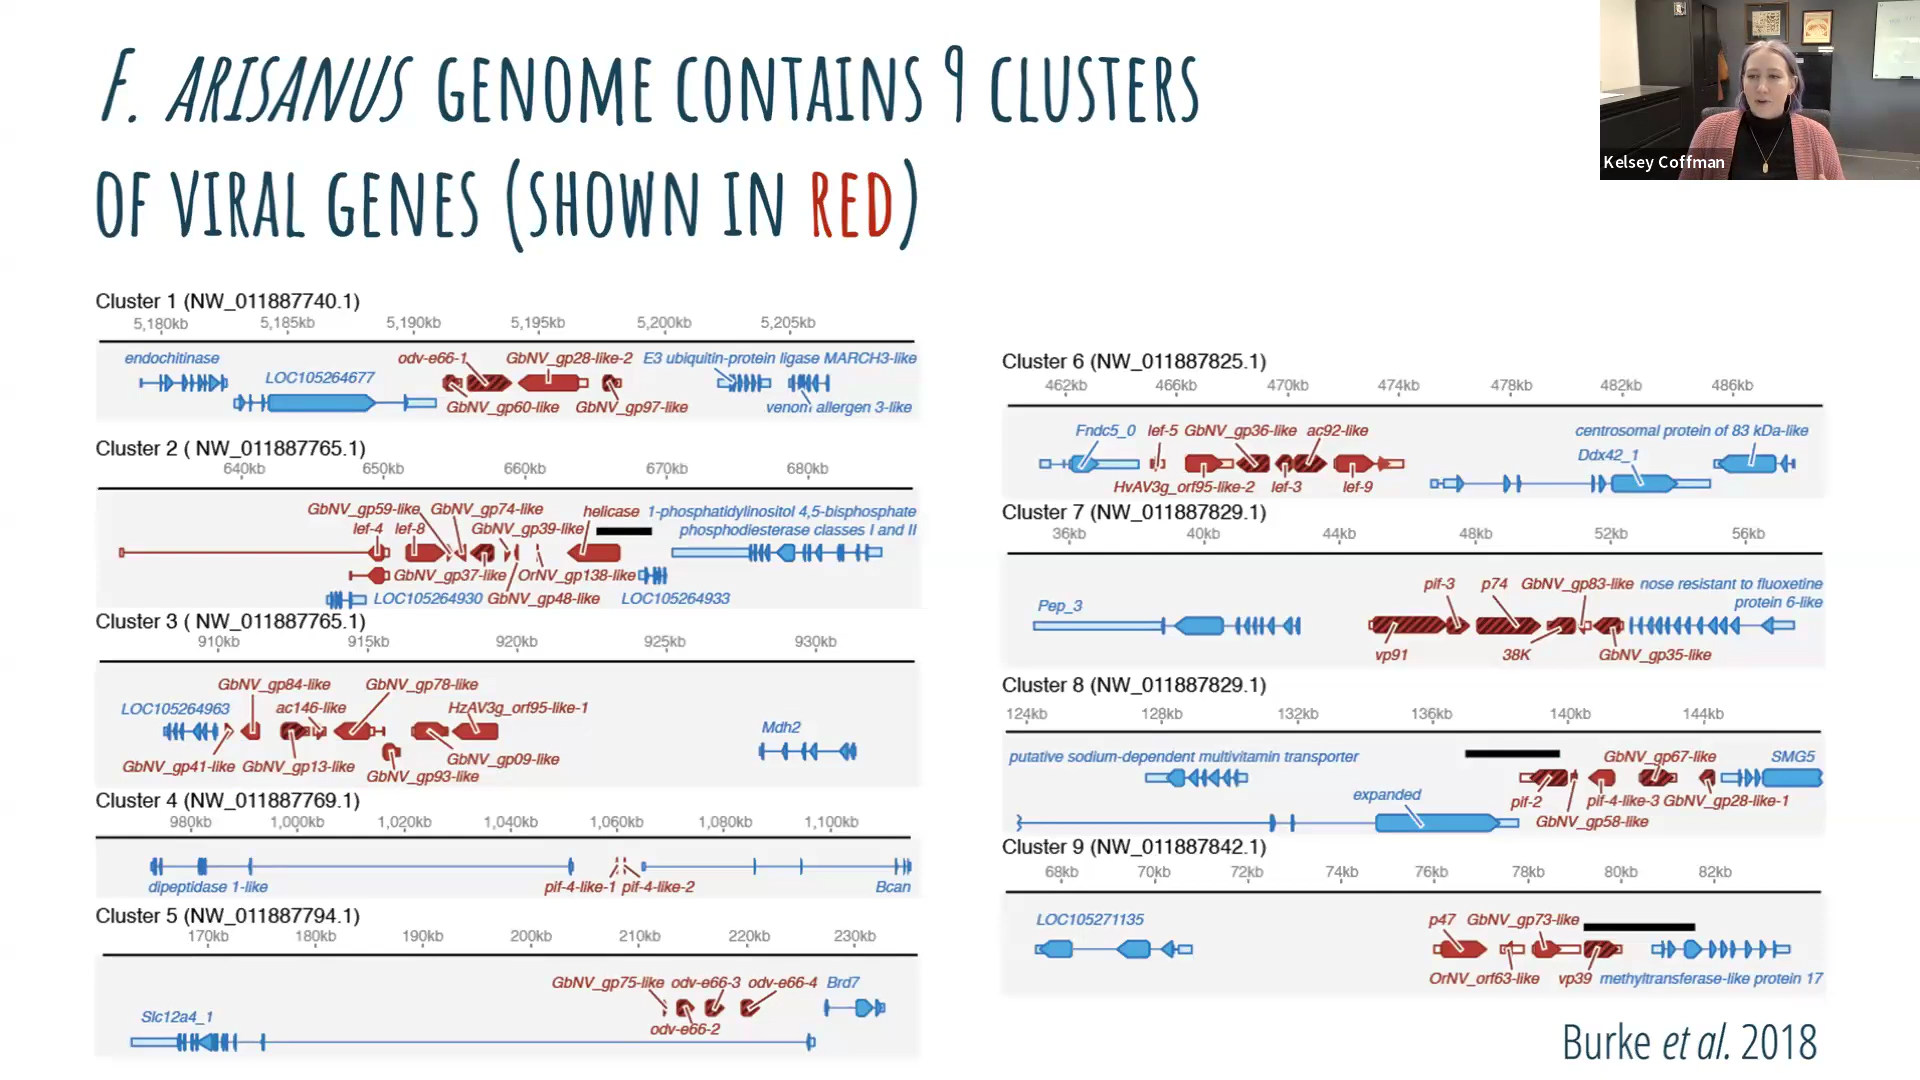 F. ARISANUS GENOME CONTAINS 9 CLUSTERS
OF VIRAL GENES (SHOWN IN RED)
Kelsey Coffman
Cluster 1 (NW_011887740.1)
5,180kb 5,185kb 5,190kb 5,195kb 5,200kb 5,205kb
endochitinase odv-e66-1 GbNV_gp28-like-2 E3 ubiquitin-protein ligase MARCH3-like
LOC105264677
GbNV_gp60-like GbNV_gp97-like venom allergen 3-like
Cluster 2 ( NW_011887765.1)
640kb 650kb 660kb 670kb 680kb
GbNV_gp59-like GbNV_gp74-like helicase 1-phosphatidylinositol 4,5-bisphosphate
lef-4 lef-8 GbNV_gp39-like phosphodiesterase classes I and II
GbNV_gp37-like OrNV_gp138-like
LOC105264930 GbNV_gp48-like LOC105264933
Cluster 3 ( NW_011887765.1)
910kb 915kb 920kb 925kb 930kb
GbNV_gp84-like GbNV_gp78-like
LOC105264963 ac146-like HzAV3g_orf95-like-1
Mdh2
GbNV_gp41-like GbNV_gp13-like GbNV_gp09-like
GbNV_gp93-like
Cluster 4 (NW_011887769.1)
980kb 1,000kb 1,020kb 1,040kb 1,060kb 1,080kb 1,100kb
dipeptidase 1-like pif-4-like-1 pif-4-like-2 Bcan
Cluster 5 (NW_011887794.1)
170kb 180kb 190kb 200kb 210kb 220kb 230kb
GbNV_gp75-like odv-e66-3 odv-e66-4 Brd7
Slc12a4_1 odv-e66-2
Cluster 6 (NW_011887825.1)
462kb 466kb 470kb 474kb 478kb 482kb 486kb
Fndc5_0 lef-5 GbNV_gp36-like ac92-like centrosomal protein of 83 kDa-like
Ddx42_1
HvAV3g_orf95-like-2 lef-3 lef-9
Cluster 7 (NW_011887829.1)
36kb 40kb 44kb 48kb 52kb 56kb
pif-3 p74 GbNV_gp83-like nose resistant to fluoxetine
Pep_3 protein 6-like
vp91 38K GbNV_gp35-like
Cluster 8 (NW_011887829.1)
124kb 128kb 132kb 136kb 140kb 144kb
putative sodium-dependent multivitamin transporter GbNV_gp67-like SMG5
expanded pif-2 pif-4-like-3 GbNV_gp28-like-1
GbNV_gp58-like
Cluster 9 (NW_011887842.1)
68kb 70kb 72kb 74kb 76kb 78kb 80kb 82kb
LOC105271135 p47 GbNV_gp73-like
OrNV_orf63-like vp39 methyltransferase-like protein 17
Burke et al. 2018